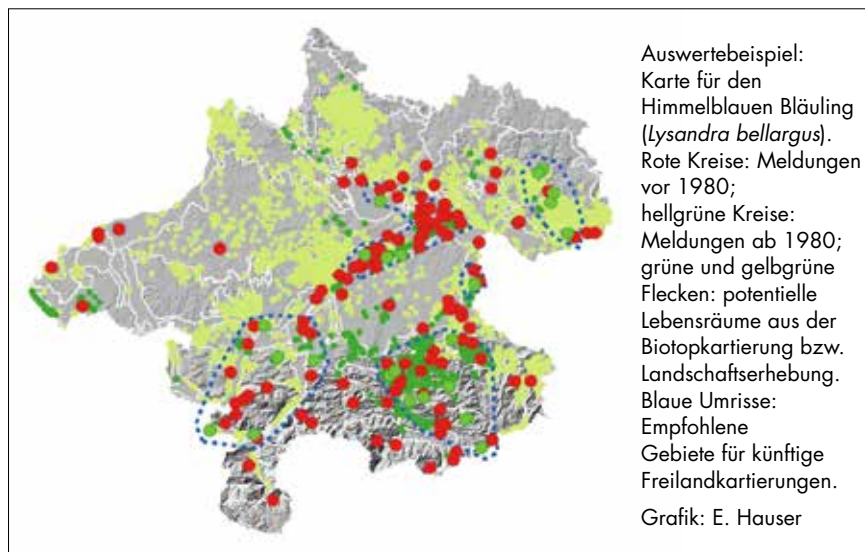 Auswertebeispiel:
Karte für den
Himmelblauen Bläuling
(Lysandra bellargus).
Rote Kreise: Meldungen
vor 1980;
hellgrüne Kreise:
Meldungen ab 1980;
grüne und gelbgrüne
Flecken: potentielle
Lebensräume aus der
Biotopkartierung bzw.
Landschaftserhebung.
Blaue Umrisse:
Empfohlene
Gebiete für künftige
Freilandkartierungen.
Grafik: E. Hauser